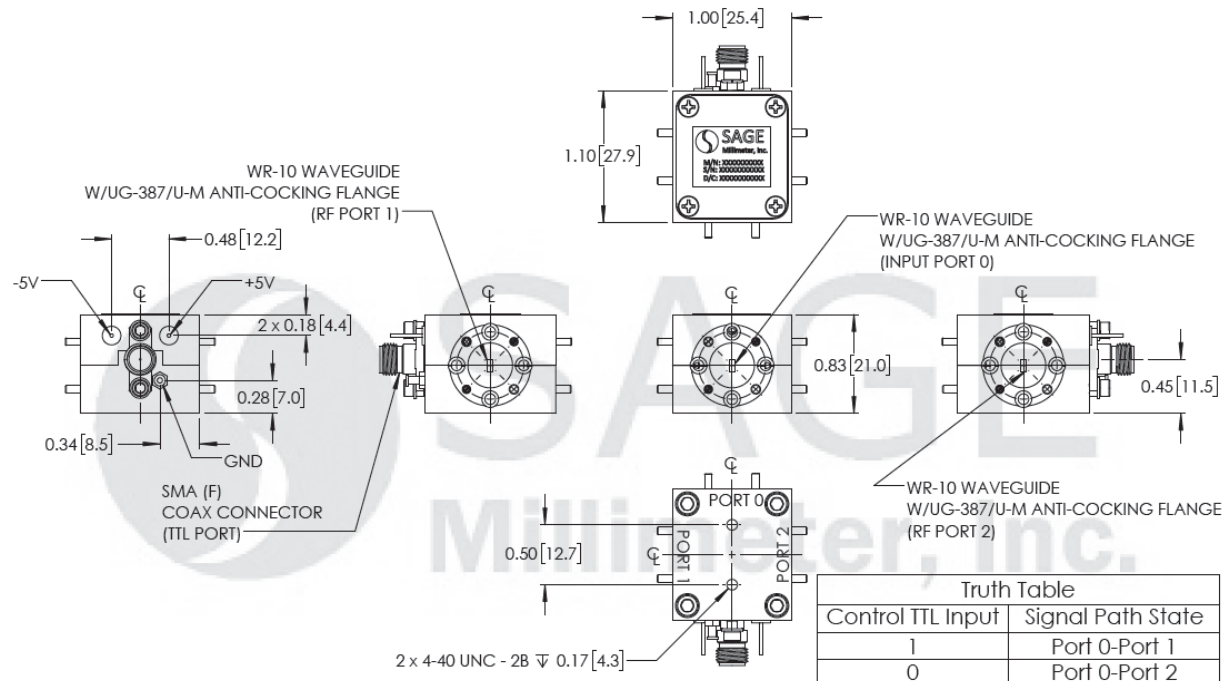 1.00[25.4]
SAGE
Millimeter, Inc.
M/N: XXXXXXXXXX
S/N: XXXXXXXXXX
D/C: XXXXXXXXXXX
1.10[27.9]
WR-10 WAVEGUIDE
W/UG-387/U-M ANTI-COCKING FLANGE
(RF PORT 1)
WR-10 WAVEGUIDE
W/UG-387/U-M ANTI-COCKING FLANGE
(INPUT PORT 0)
0.48[12.2]
-5V
+5V
℄
℄
℄
℄
2 x 0.18[4.4]
0.83[21.0]
0.45[11.5]
0.28[7.0]
0.34[8.5]
GND
SMA (F)
COAX CONNECTOR
(TTL PORT)
WR-10 WAVEGUIDE
W/UG-387/U-M ANTI-COCKING FLANGE
(RF PORT 2)
℄
PORT 0
PORT 1
PORT 2
0.50[12.7]
℄
2 x 4-40 UNC - 2B ↧ 0.17[4.3]
SAGE
Millimeter, Inc.
Truth Table
Control TTL Input Signal Path State
1 Port 0-Port 1
0 Port 0-Port 2